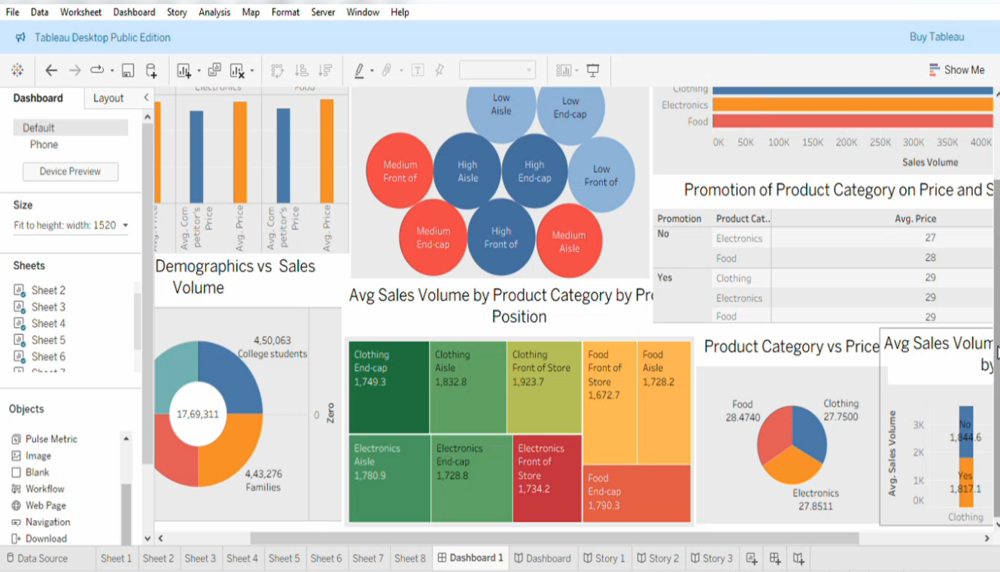 File Data Worksheet Dashboard Story Analysis Map Format Server Window Help
Tableau Desktop Public Edition
Buy Tableau
Show Me
Dashboard Layout
Default
Phone
Device Preview
Size
Fit to height: width: 1520
Sheets
Sheet 2
Sheet 3
Sheet 4
Sheet 5
Sheet 6
Objects
Pulse Metric
Image
Blank
Workflow
Web Page
Navigation
Download
Electronics
Food
Avg. Price
Avg. Com
petitor's
Price
Avg. Price
Avg. Com
petitor's
Price
Avg. Price
Demographics vs Sales
Volume
4,50,063
College students
17,69,311
4,43,276
Families
0
Zero
Low
Aisle
Low
End-cap
Medium
Front of
High
Aisle
High
End-cap
Low
Front of
Medium
End-cap
High
Front of
Medium
Aisle
Avg Sales Volume by Product Category by Pr
Position
Clothing
End-cap
1,749.3
Clothing
Aisle
1,832.8
Clothing
Front of Store
1,923.7
Food
Front of
Store
1,672.7
Food
Aisle
1,728.2
Electronics
Aisle
1,780.9
Electronics
End-cap
1,728.8
Electronics
Front of
Store
1,734.2
Food
End-cap
1,790.3
Clothing
Electronics
Food
0K 50K 100K 150K 200K 250K 300K 350K 400K
Sales Volume
Promotion of Product Category on Price and S
Promotion Product Cat.. Avg. Price
No Electronics 27
Food 28
Yes Clothing 29
Electronics 29
Food 29
Product Category vs Price
Food
28.4740
Clothing
27.7500
Electronics
27.8511
Avg Sales Volum
by
Avg. Sales Volume
3K
2K
1K
0K
No
1,844.6
Yes
1,817.1
Clothing
Data Source Sheet 1 Sheet 2 Sheet 3 Sheet 4 Sheet 5 Sheet 6 Sheet 7 Sheet 8 Dashboard 1 Dashboard Story 1 Story 2 Story 3